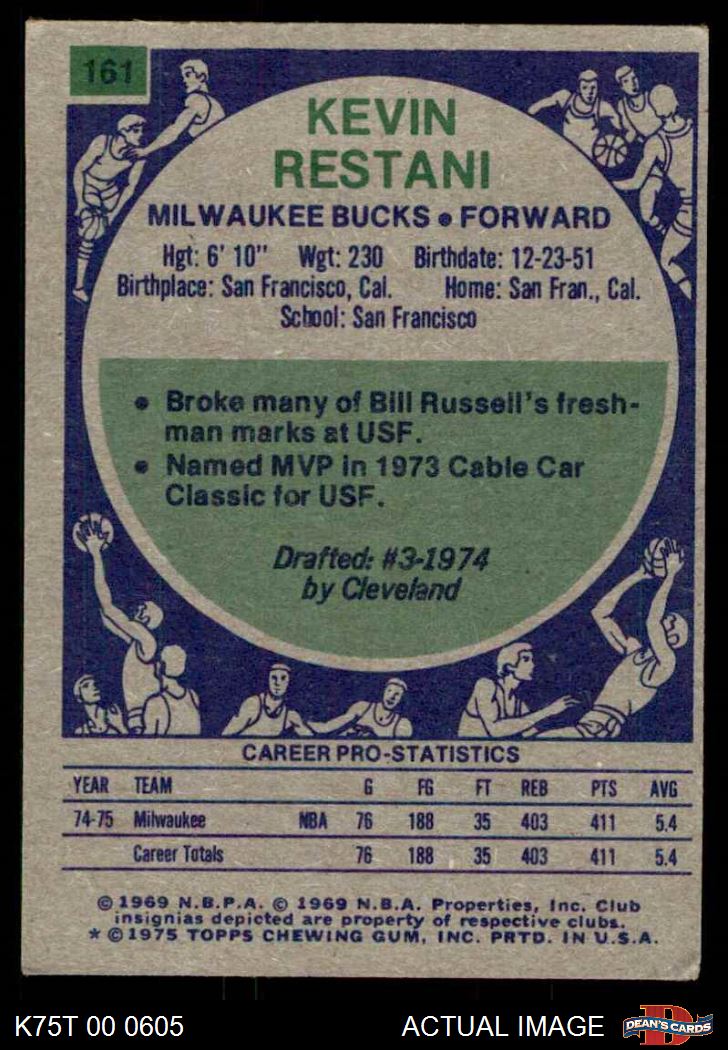 161
KEVIN
RESTANI
MILWAUKEE BUCKS • FORWARD
Hgt: 6' 10" Wgt: 230 Birthdate: 12-23-51
Birthplace: San Francisco, Cal. Home: San Fran., Cal.
School: San Francisco
• Broke many of Bill Russell's fresh-
man marks at USF.
• Named MVP in 1973 Cable Car
Classic for USF.
Drafted: #3-1974
by Cleveland
CAREER PRO-STATISTICS
YEAR TEAM G FG FT REB PTS AVG
74-75 Milwaukee NBA 76 188 35 403 411 5.4
Career Totals 76 188 35 403 411 5.4
© 1969 N.B.P.A. © 1969 N.B.A. Properties, Inc. Club
insignias depicted are property of respective clubs.
* © 1975 TOPPS CHEWING GUM, INC. PRTD. IN U.S.A.
K75T 00 0605 ACTUAL IMAGE D DEAN'S CARDS